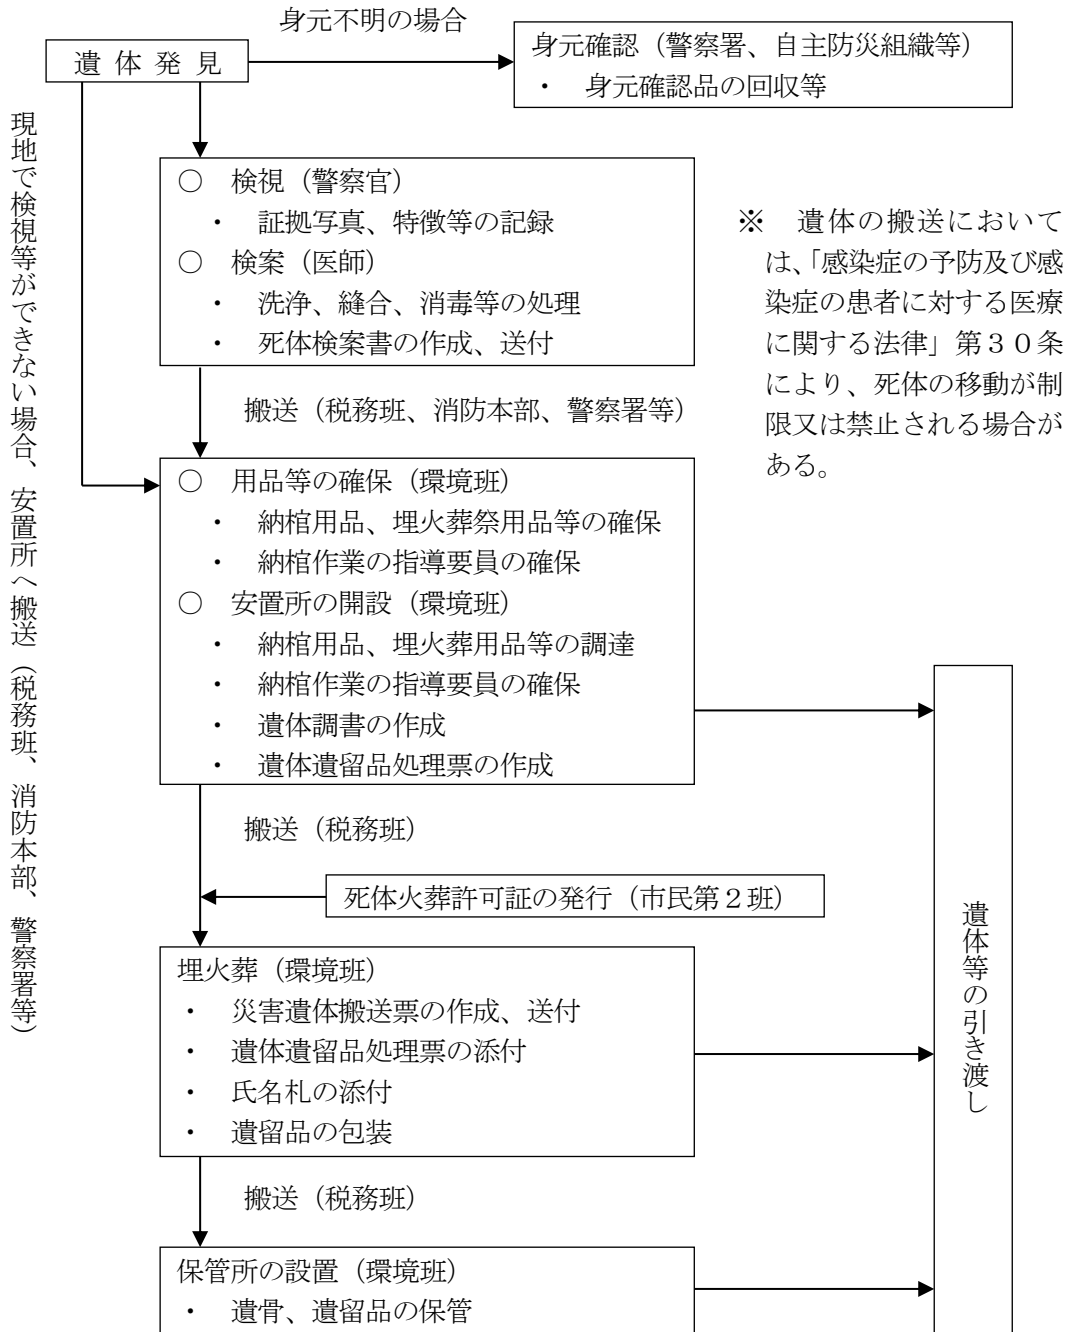 身元不明の場合
遺 体 発 見
身元確認（警察署、自主防災組織等）
・　身元確認品の回収等
現地で検視等ができない場合、安置所へ搬送（税務班、消防本部、警察署等）
○　検視（警察官）
・　証拠写真、特徴等の記録
○　検案（医師）
・　洗浄、縫合、消毒等の処理
・　死体検案書の作成、送付
※　遺体の搬送において
は、「感染症の予防及び感
染症の患者に対する医療
に関する法律」第３０条
により、死体の移動が制
限又は禁止される場合が
ある。
搬送（税務班、消防本部、警察署等）
○　用品等の確保（環境班）
・　納棺用品、埋火葬祭用品等の確保
・　納棺作業の指導要員の確保
○　安置所の開設（環境班）
・　納棺用品、埋火葬用品等の調達
・　納棺作業の指導要員の確保
・　遺体調書の作成
・　遺体遺留品処理票の作成
搬送（税務班）
死体火葬許可証の発行（市民第２班）
埋火葬（環境班）
・　災害遺体搬送票の作成、送付
・　遺体遺留品処理票の添付
・　氏名札の添付
・　遺留品の包装
遺体等の引き渡し
搬送（税務班）
保管所の設置（環境班）
・　遺骨、遺留品の保管